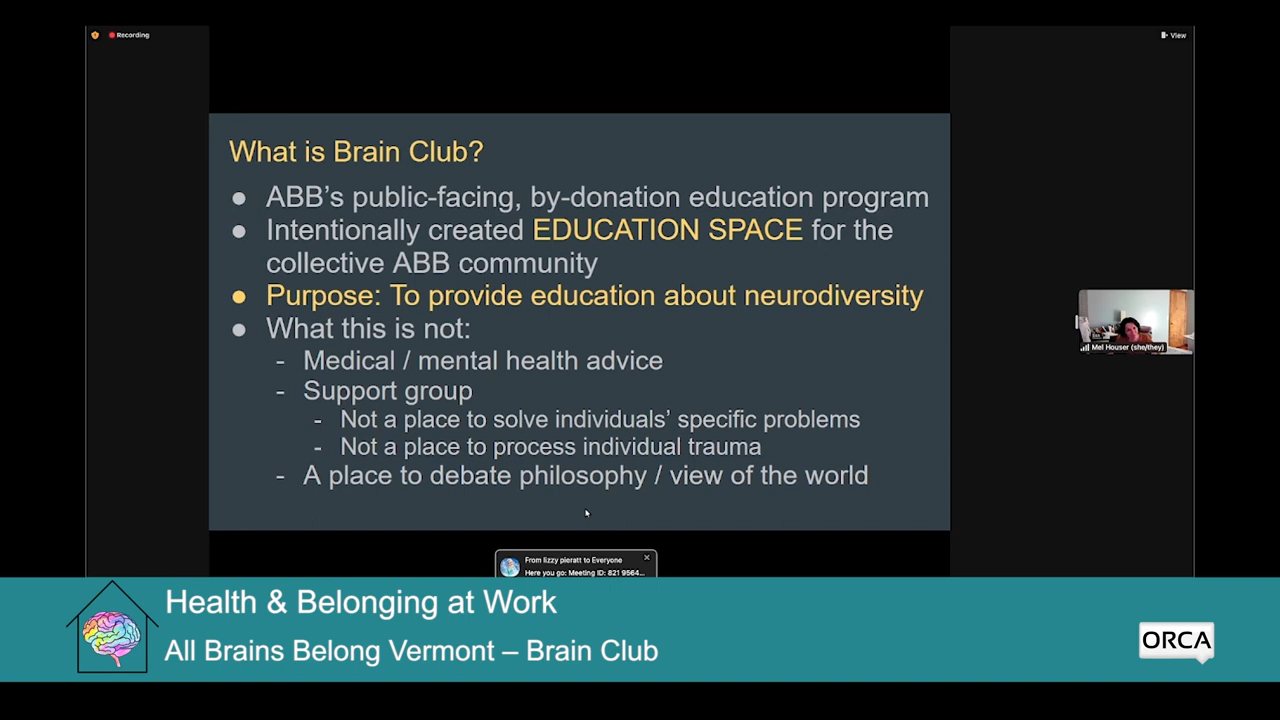 Recording
View
What is Brain Club?
● ABB's public-facing, by-donation education program
● Intentionally created EDUCATION SPACE for the
collective ABB community
● Purpose: To provide education about neurodiversity
● What this is not:
- Medical / mental health advice
- Support group
- Not a place to solve individuals' specific problems
- Not a place to process individual trauma
- A place to debate philosophy / view of the world
Mel Houser (she/they)
From lizzy pieratt to Everyone
Here you go: Meeting ID: 821 9564...
Health & Belonging at Work
All Brains Belong Vermont – Brain Club
ORCA